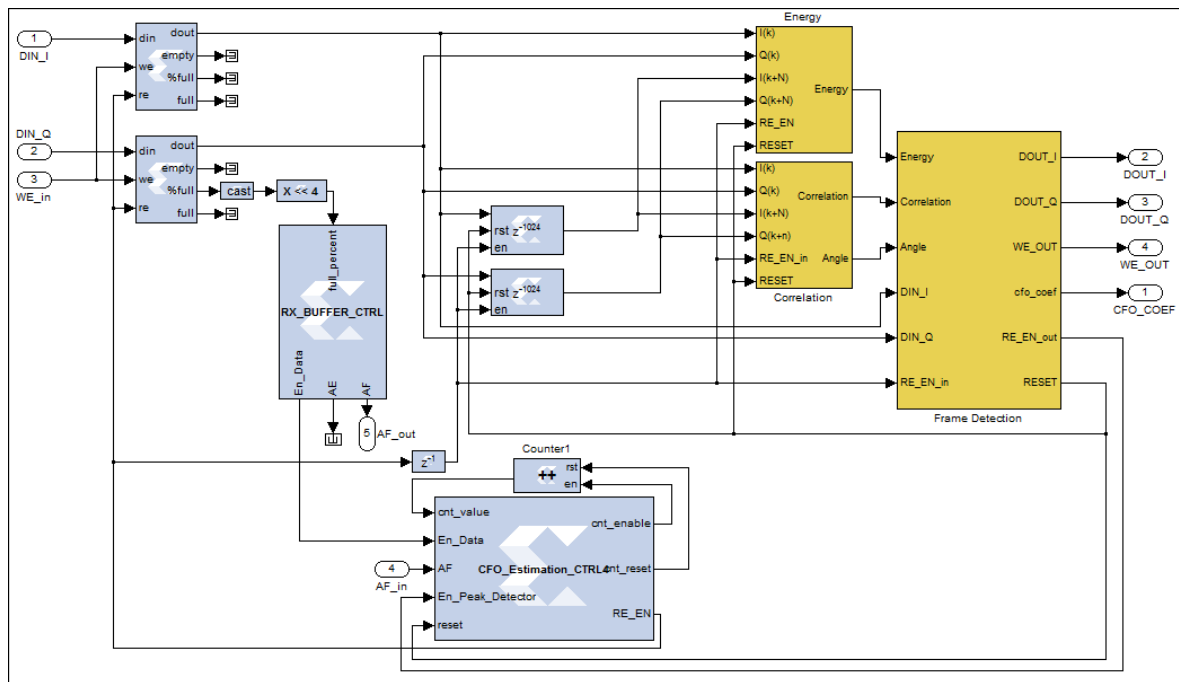 1
DIN_I
din
we
re
dout
empty
%full
full
DIN_Q
2
3
WE_in
din
we
re
dout
empty
%full
full
cast
X << 4
full_percent
RX_BUFFER_CTRL
En_Data
AE
AF
5
AF_out
rst z-1024
en
rst z-1024
en
Energy
I(k)
Q(k)
I(k+N)
Q(k+N)
RE_EN
RESET
Energy
I(k)
Q(k)
I(k+N)
Q(k+n)
RE_EN_in
RESET
Correlation
Angle
Correlation
Energy
Correlation
Angle
DIN_I
DIN_Q
RE_EN_in
DOUT_I
DOUT_Q
WE_OUT
cfo_coef
RE_EN_out
RESET
Frame Detection
2
DOUT_I
3
DOUT_Q
4
WE_OUT
1
CFO_COEF
z-1
Counter1
++
rst
en
cnt_value
En_Data
AF
En_Peak_Detector
reset
CFO_Estimation_CTRL4
cnt_enable
cnt_reset
RE_EN
4
AF_in